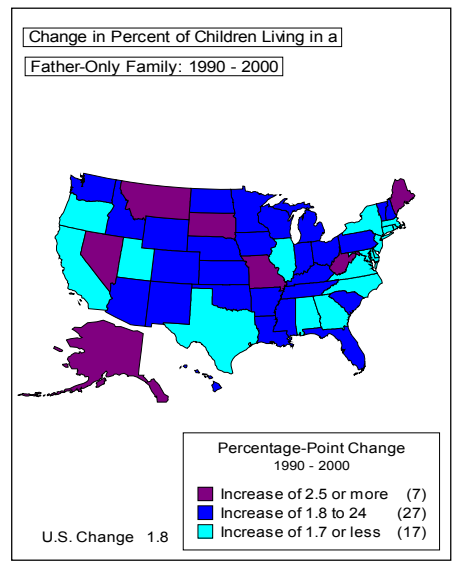 Change in Percent of Children Living in a
Father-Only Family: 1990 - 2000
Percentage-Point Change
1990 - 2000
Increase of 2.5 or more (7)
Increase of 1.8 to 24 (27)
Increase of 1.7 or less (17)
U.S. Change 1.8